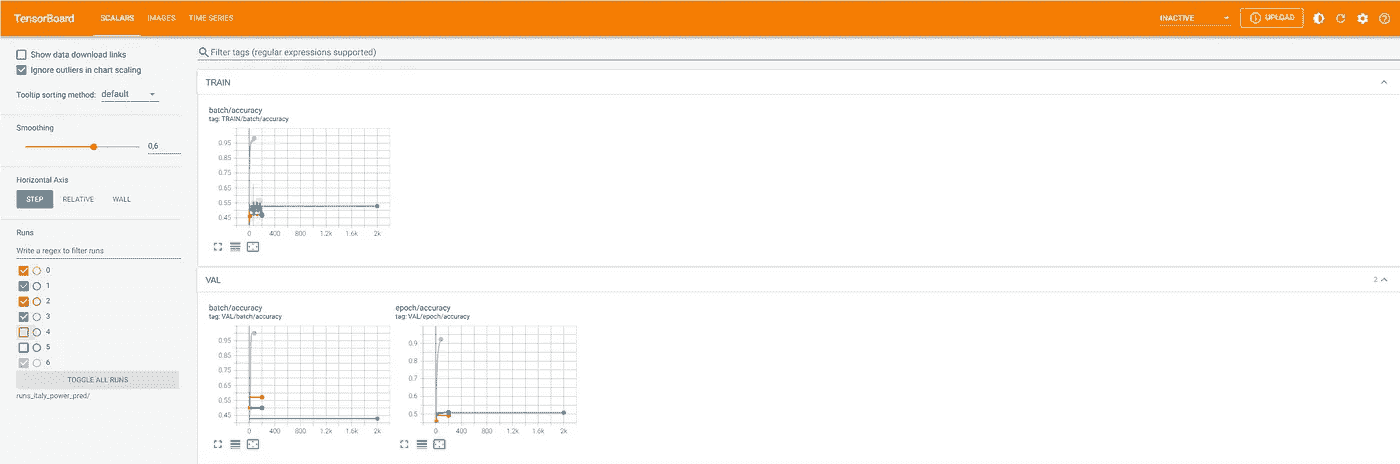 TensorBoard SCALARS IMAGES TIME SERIES INACTIVE UPLOAD
Show data download links
Ignore outliers in chart scaling
Tooltip sorting method: default
Smoothing
0,6
Horizontal Axis
STEP RELATIVE WALL
Runs
Write a regex to filter runs
0
1
2
3
4
5
6
TOGGLE ALL RUNS
runs_italy_power_pred/
Filter tags (regular expressions supported)
TRAIN
batch/accuracy
tag: TRAIN/batch/accuracy
0.95
0.85
0.75
0.65
0.55
0.45
0 400 800 1.2k 1.6k 2k
VAL 2
batch/accuracy
tag: VAL/batch/accuracy
0.95
0.85
0.75
0.65
0.55
0.45
0 400 800 1.2k 1.6k 2k
epoch/accuracy
tag: VAL/epoch/accuracy
0.9
0.8
0.7
0.6
0.5
0 400 800 1.2k 1.6k 2k